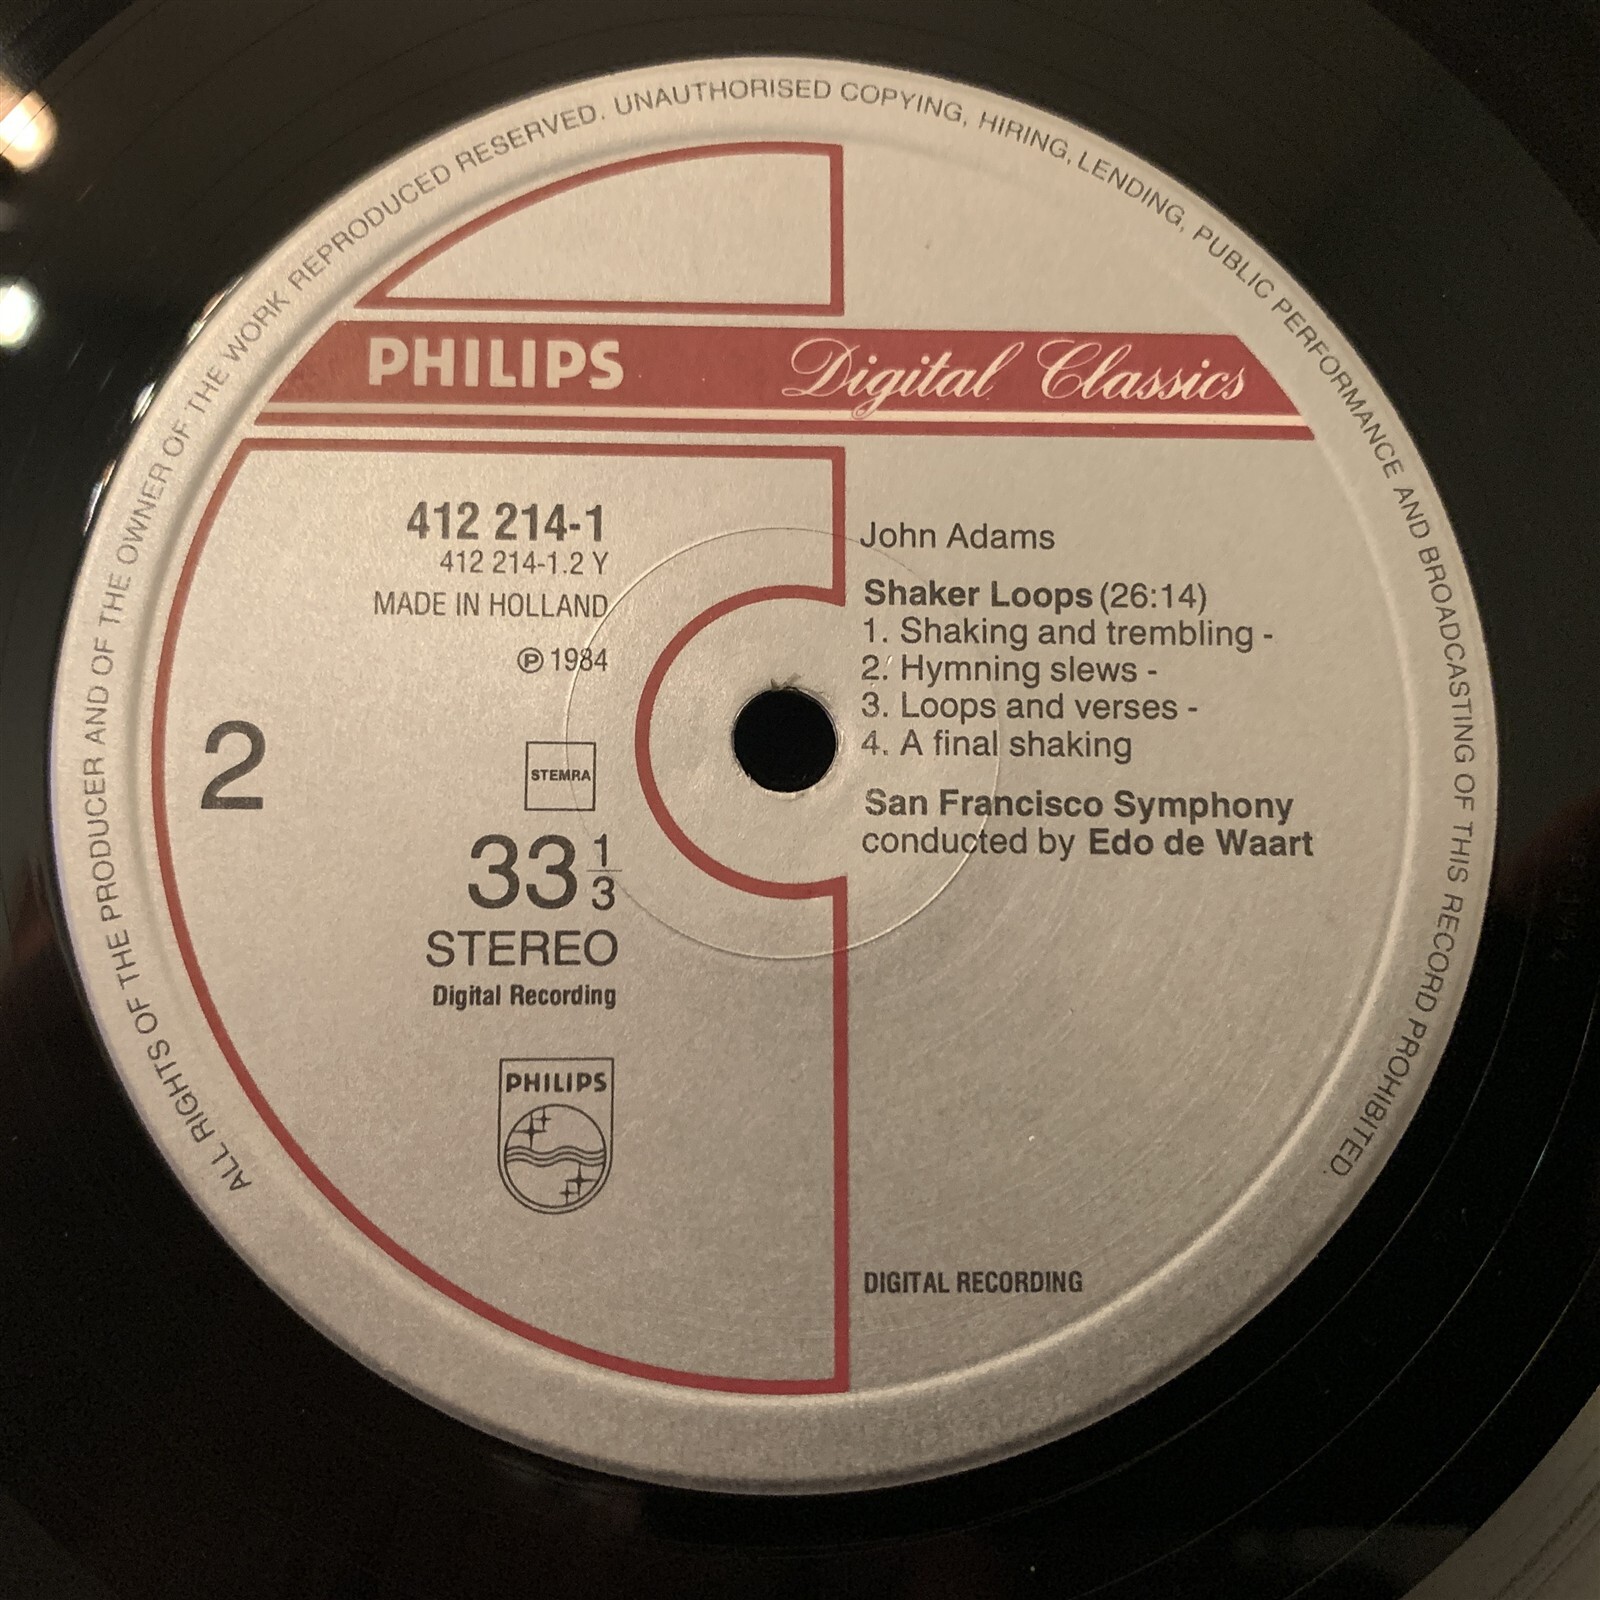 ALL RIGHTS OF THE PRODUCER AND OF THE OWNER OF THE WORK REPRODUCED RESERVED. UNAUTHORISED COPYING, HIRING, LENDING, PUBLIC PERFORMANCE AND BROADCASTING OF THIS RECORD PROHIBITED.
PHILIPS Digital Classics
412 214-1
412 214-1.2 Y
MADE IN HOLLAND
℗ 1984
2
STEMRA
33 1/3
STEREO
Digital Recording
PHILIPS
John Adams
Shaker Loops (26:14)
1. Shaking and trembling -
2. Hymning slews -
3. Loops and verses -
4. A final shaking
San Francisco Symphony
conducted by Edo de Waart
DIGITAL RECORDING